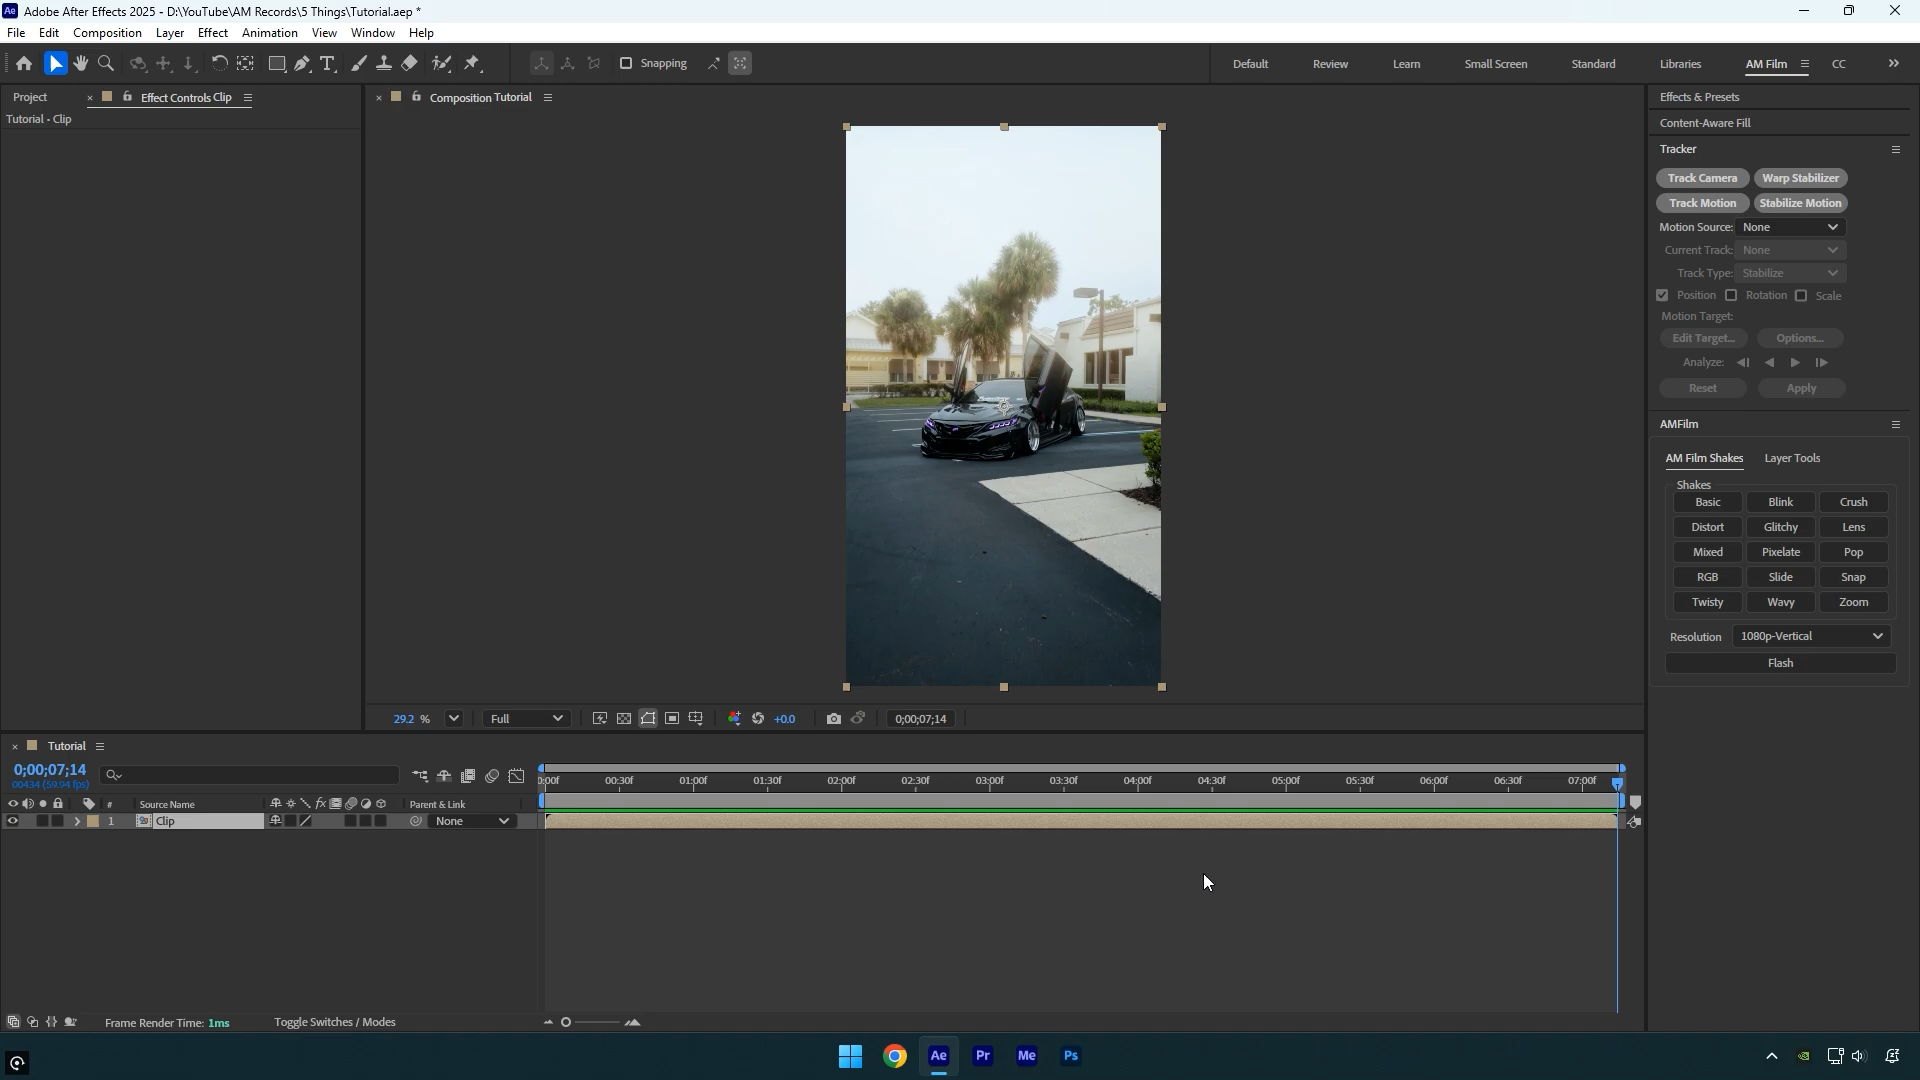 Adobe After Effects 2025 - D:\YouTube\AM Records\5 Things\Tutorial.aep *
File Edit Composition Layer Effect Animation View Window Help
Snapping
Default Review Learn Small Screen Standard Libraries AM Film CC
Project
Effect Controls Clip
Tutorial • Clip
Composition Tutorial
Effects & Presets
Content-Aware Fill
Tracker
Track Camera Warp Stabilizer
Track Motion Stabilize Motion
Motion Source: None
Current Track: None
Track Type: Stabilize
Position Rotation Scale
Motion Target:
Edit Target... Options...
Analyze:
Reset Apply
AMFilm
AM Film Shakes Layer Tools
Shakes
Basic Blink Crush
Distort Glitchy Lens
Mixed Pixelate Pop
RGB Slide Snap
Twisty Wavy Zoom
Resolution 1080p-Vertical
Flash
29.2 % Full +0.0 0;00;07;14
Tutorial
0;00;07;14
00434 (59.94 fps)
00:30f 01:00f 01:30f 02:00f 02:30f 03:00f 03:30f 04:00f 04:30f 05:00f 05:30f 06:00f 06:30f 07:00f
# Source Name Parent & Link
1 Clip None
Frame Render Time: 1ms Toggle Switches / Modes
Ae Pr Me Ps